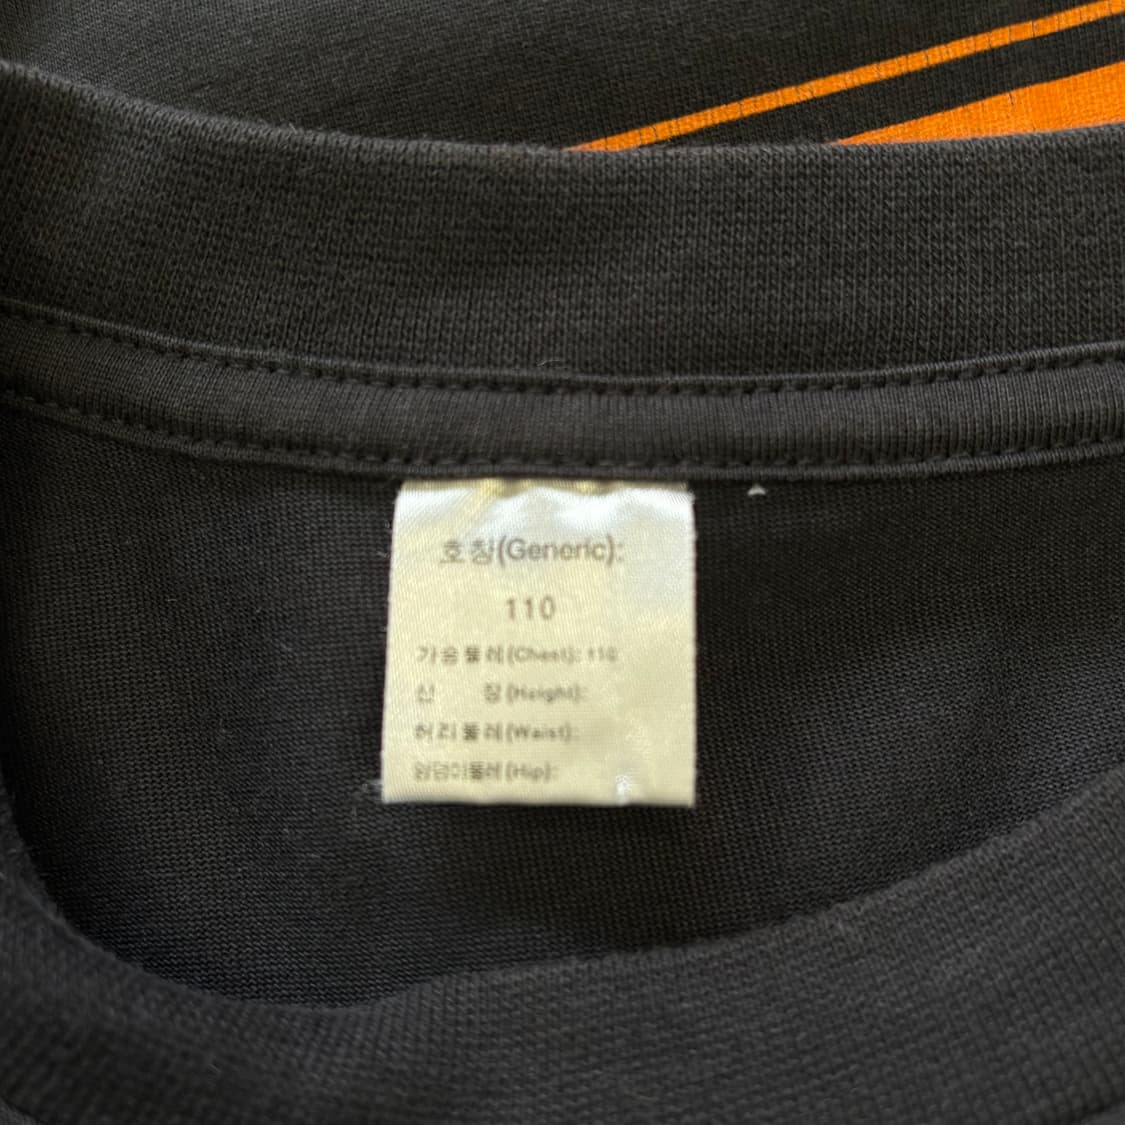 호칭(Generic):
110
가슴둘레(Chest): 110
신 장(Height):
허리둘레(Waist):
엉덩이둘레(Hip):